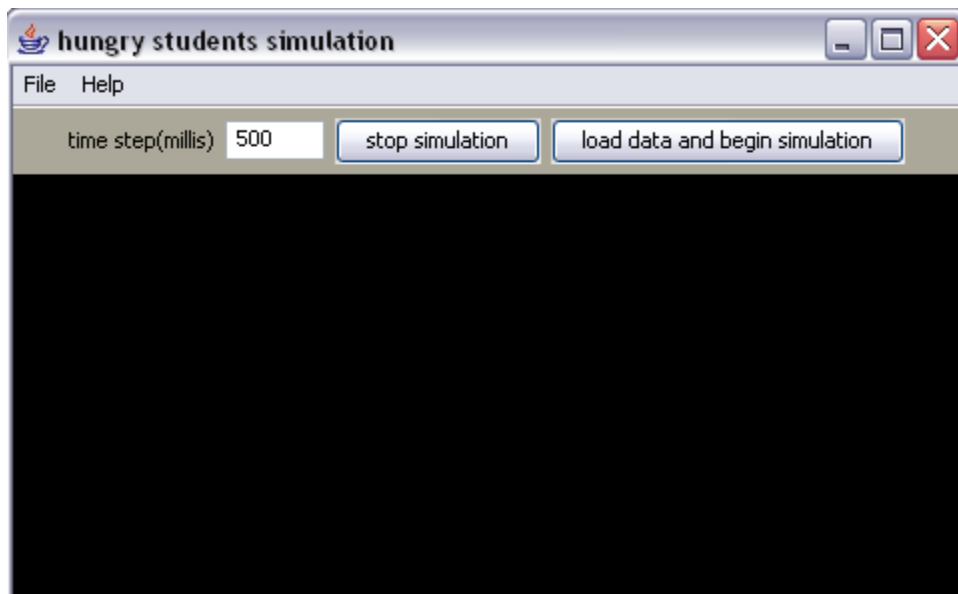 hungry students simulation
File Help
time step(millis) 500 stop simulation load data and begin simulation